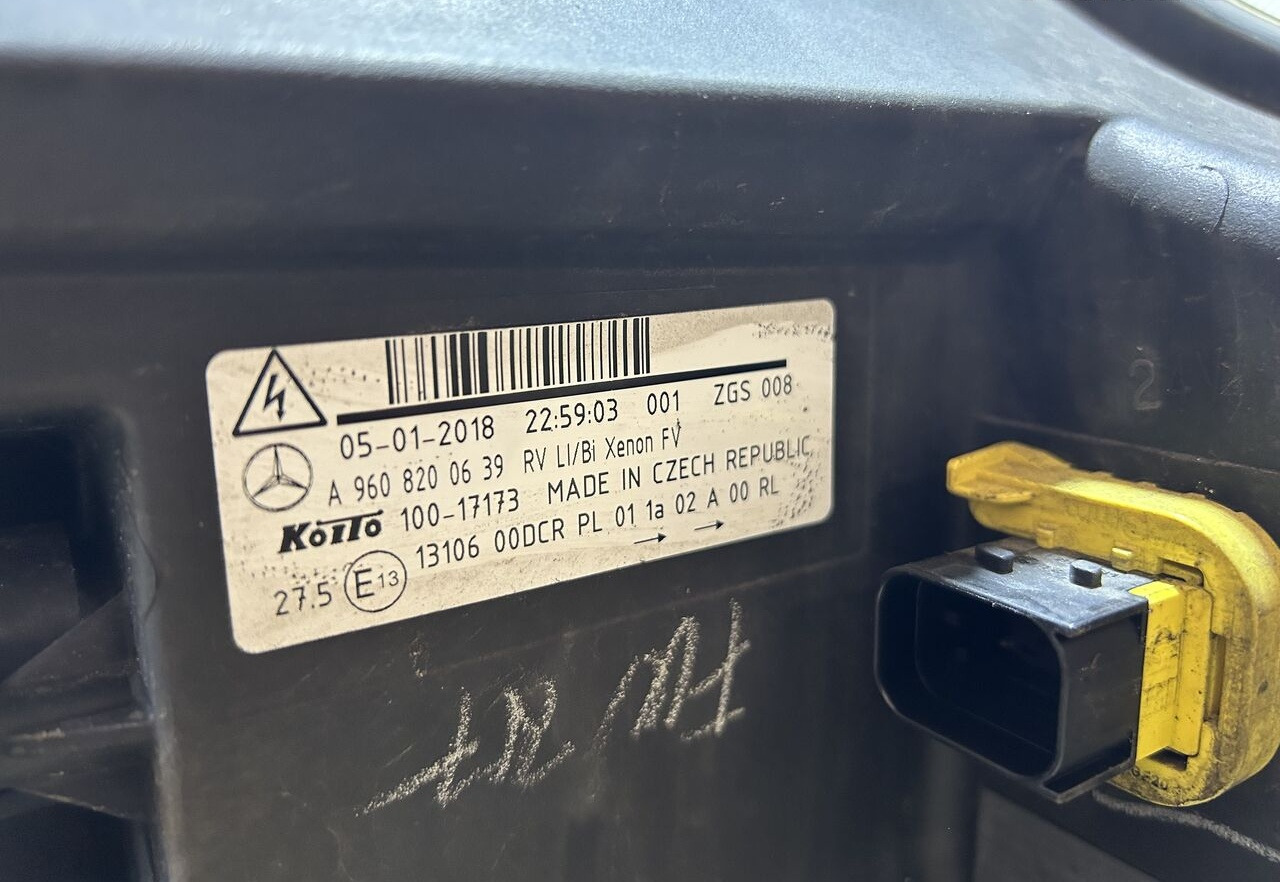 05-01-2018 22:59:03 001 ZGS 008
A 960 820 06 39 RV LI/Bi Xenon FV
KOITO 100-17173 MADE IN CZECH REPUBLIC
27.5 E13 13106 00DCR PL 01 1a 02 A 00 RL
2